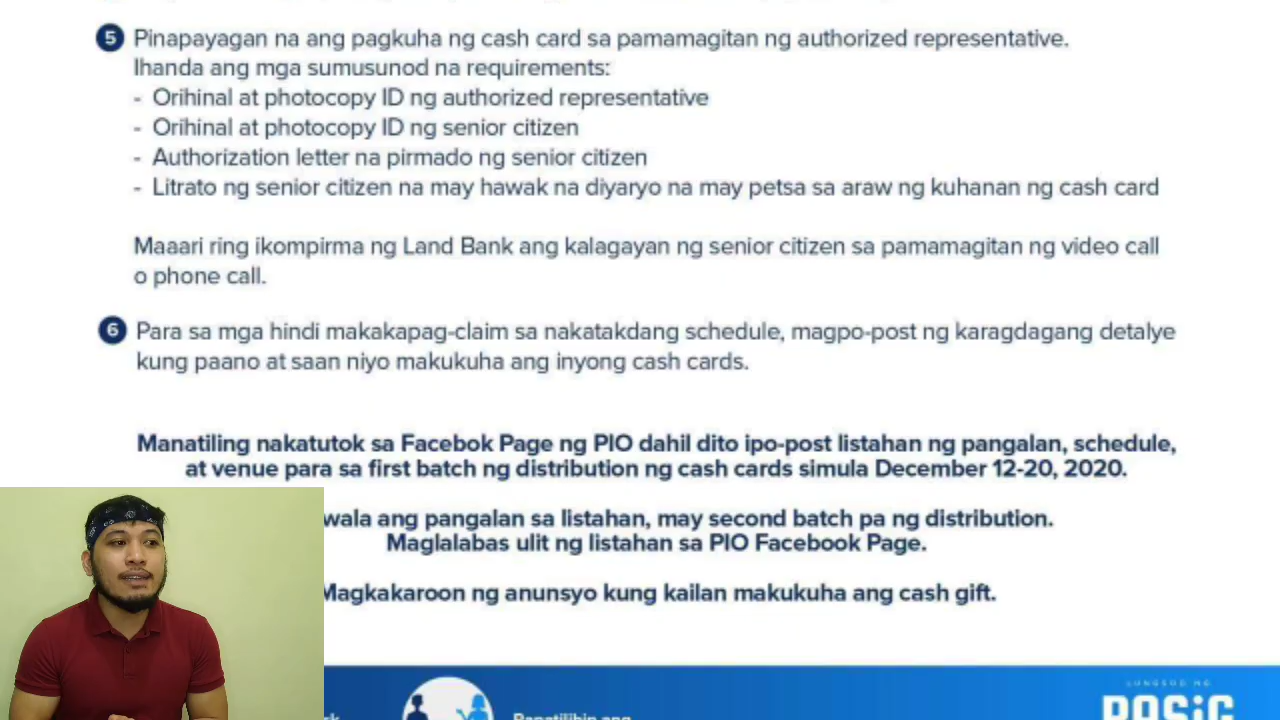 5 Pinapayagan na ang pagkuha ng cash card sa pamamagitan ng authorized representative.
Ihanda ang mga sumusunod na requirements:
- Orihinal at photocopy ID ng authorized representative
- Orihinal at photocopy ID ng senior citizen
- Authorization letter na pirmado ng senior citizen
- Litrato ng senior citizen na may hawak na diyaryo na may petsa sa araw ng kuhanan ng cash card
Maaari ring ikompirma ng Land Bank ang kalagayan ng senior citizen sa pamamagitan ng video call
o phone call.
6 Para sa mga hindi makakapag-claim sa nakatakdang schedule, magpo-post ng karagdagang detalye
kung paano at saan niyo makukuha ang inyong cash cards.
Manatiling nakatutok sa Facebok Page ng PIO dahil dito ipo-post listahan ng pangalan, schedule,
at venue para sa first batch ng distribution ng cash cards simula December 12-20, 2020.
wala ang pangalan sa listahan, may second batch pa ng distribution.
Maglalabas ulit ng listahan sa PIO Facebook Page.
Magkakaroon ng anunsyo kung kailan makukuha ang cash gift.
LUNGSOD NG
PASIG